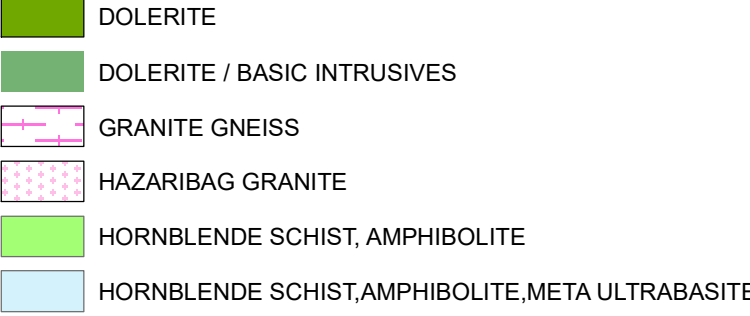 DOLERITE
DOLERITE / BASIC INTRUSIVES
GRANITE GNEISS
HAZARIBAG GRANITE
HORNBLENDE SCHIST, AMPHIBOLITE
HORNBLENDE SCHIST,AMPHIBOLITE,META ULTRABASITE